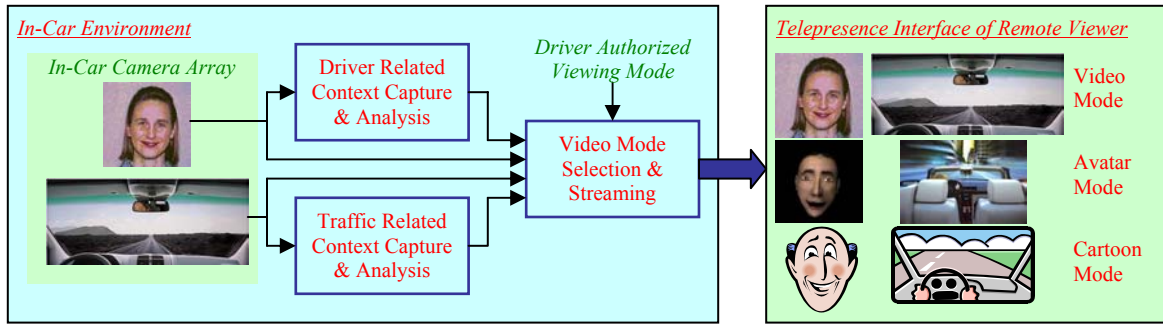 In-Car Environment
In-Car Camera Array
Driver Related
Context Capture
& Analysis
Traffic Related
Context Capture
& Analysis
Driver Authorized
Viewing Mode
Video Mode
Selection &
Streaming
Telepresence Interface of Remote Viewer
Video
Mode
Avatar
Mode
Cartoon
Mode